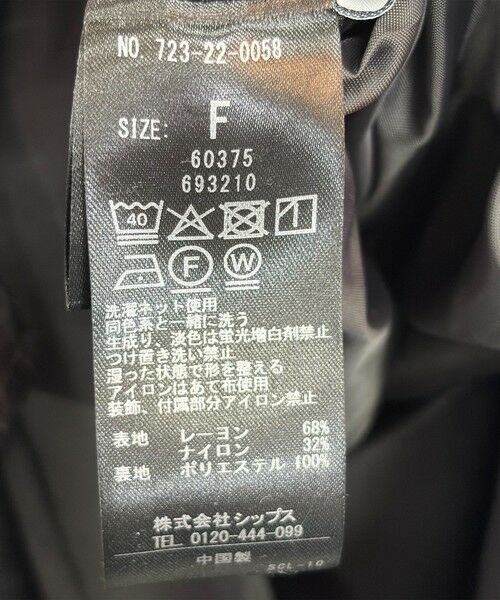 NO. 723-22-0058
SIZE: F
60375
693210
40
F W
洗濯ネット使用
同色系と一緒に洗う
生成り、淡色は蛍光増白剤禁止
つけ置き洗い禁止
湿った状態で形を整える
アイロンはあて布使用
装飾、付属部分アイロン禁止
表地 レーヨン 68%
ナイロン 32%
裏地 ポリエステル 100%
株式会社シップス
TEL 0120-444-099
中国製
SCL-10